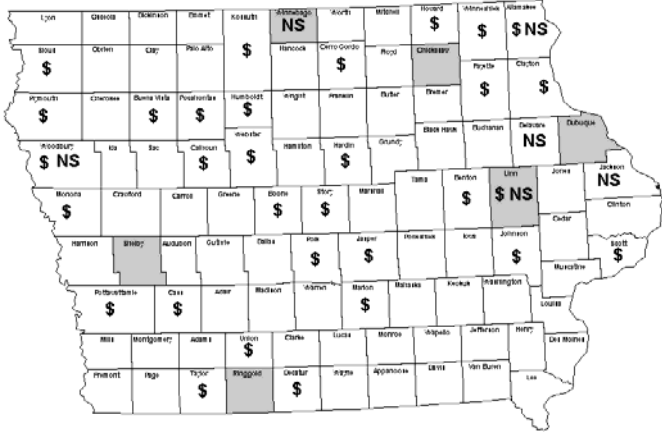 Lyon Osceola Dickinson Emmet Kossuth Winnebago Worth Mitchell Howard Winneshiek Allamakee
$ NS $ $ $ NS
Sioux Obrien Clay Palo Alto Hancock Cerro Gordo Floyd Chickasaw Fayette Clayton
$ $ $ $
Plymouth Cherokee Buena Vista Pocahontas Humboldt Wright Franklin Butler Bremer
$ $ $ $
Woodbury Ida Sac Calhoun Webster Hamilton Hardin Grundy Black Hawk Buchanan Delaware Dubuque
$ NS $ $ $ NS
Monona Crawford Carroll Greene Boone Story Marshall Tama Benton Linn Jones Jackson
$ $ $ $ $ NS NS
Harrison Shelby Audubon Guthrie Dallas Polk Jasper Poweshiek Iowa Johnson Cedar Clinton
$ $ $
Scott
$
Pottawattamie Cass Adair Madison Warren Marion Mahaska Keokuk Washington Muscatine
$ $ $
Louisa
Mills Montgomery Adams Union Clarke Lucas Monroe Wapello Jefferson Henry Des Moines
$
Fremont Page Taylor Ringgold Decatur Wayne Appanoose Davis Van Buren Lee
$ $